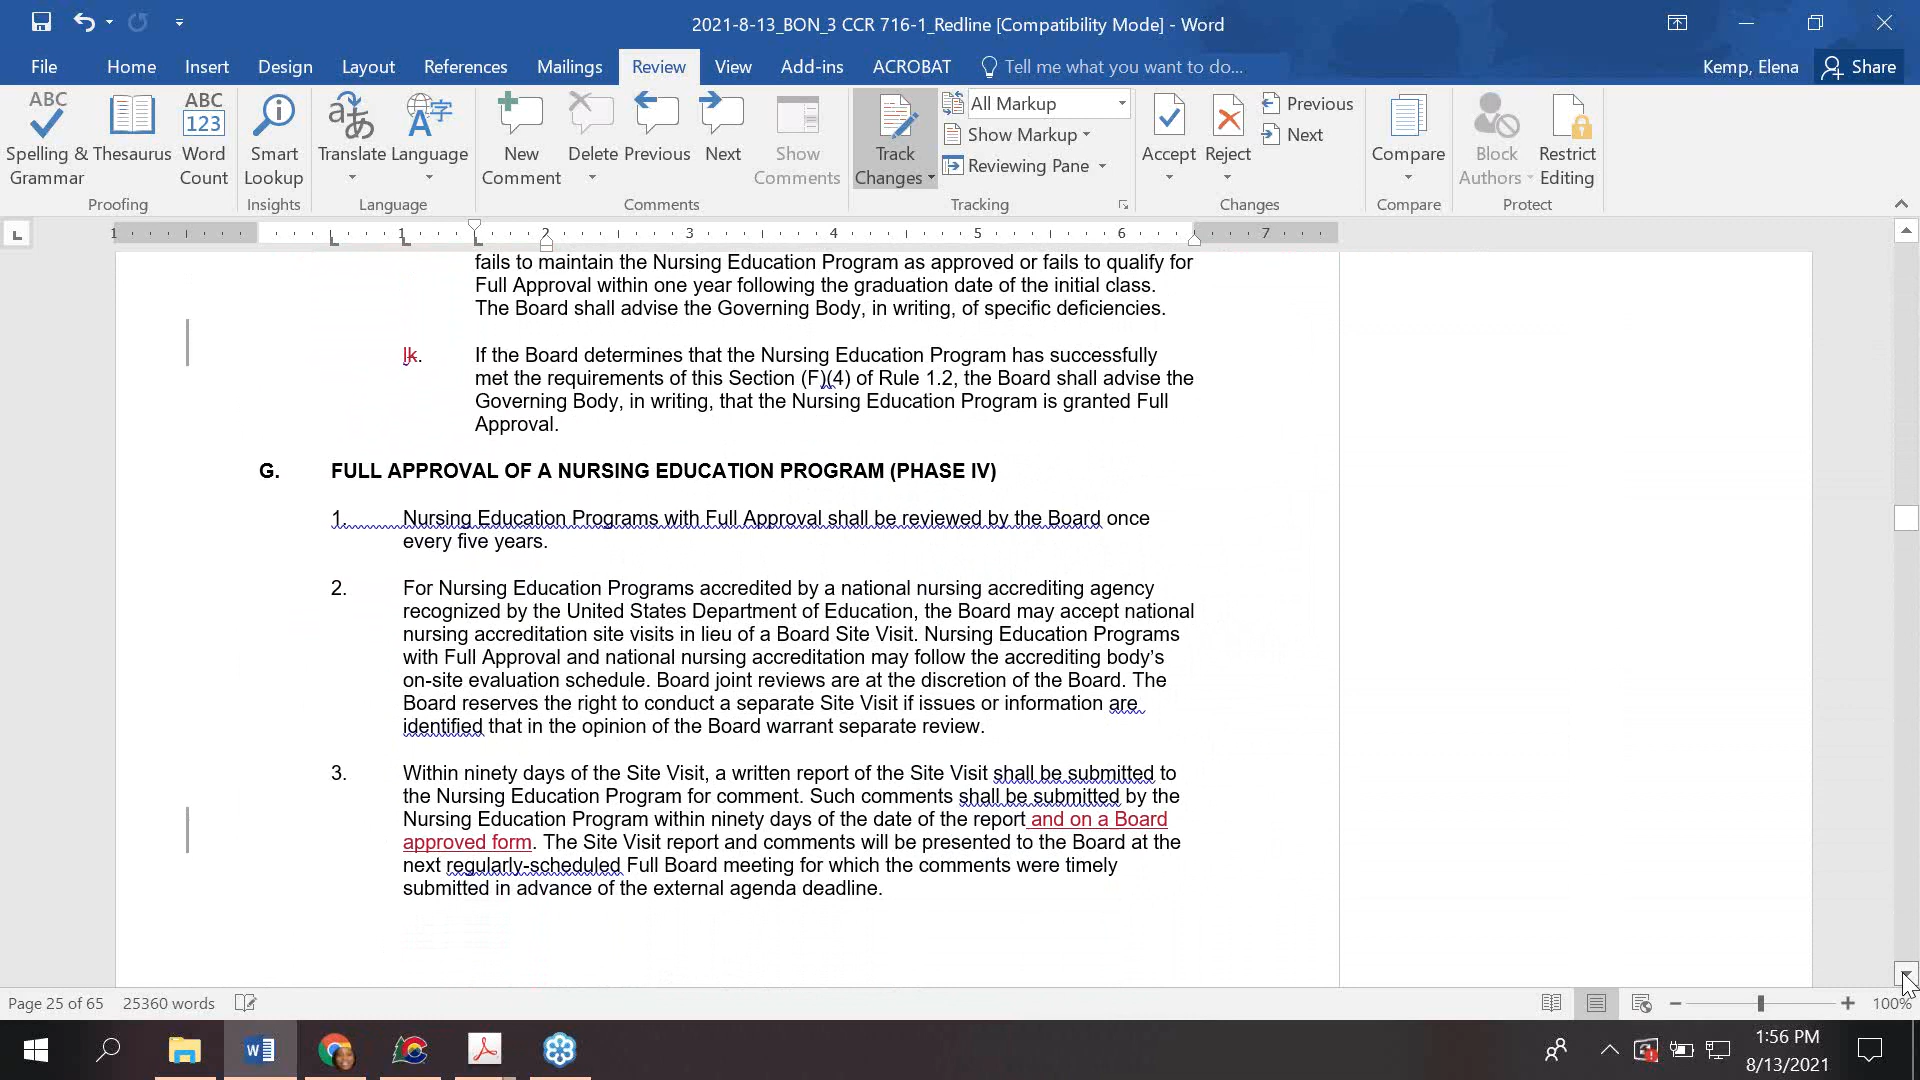 2021-8-13_BON_3 CCR 716-1_Redline [Compatibility Mode] - Word
File Home Insert Design Layout References Mailings Review View Add-ins ACROBAT Tell me what you want to do... Kemp, Elena Share
ABC
Spelling & Grammar
Thesaurus
ABC 123
Word Count
Smart Lookup
Translate
Language
New Comment
Delete
Previous
Next
Show Comments
Track Changes
All Markup
Show Markup
Reviewing Pane
Accept
Reject
Previous
Next
Compare
Block Authors
Restrict Editing
Proofing Insights Language Comments Tracking Changes Compare Protect
1 1 2 3 4 5 6 7
fails to maintain the Nursing Education Program as approved or fails to qualify for
Full Approval within one year following the graduation date of the initial class.
The Board shall advise the Governing Body, in writing, of specific deficiencies.
jk. If the Board determines that the Nursing Education Program has successfully
met the requirements of this Section (F)(4) of Rule 1.2, the Board shall advise the
Governing Body, in writing, that the Nursing Education Program is granted Full
Approval.
G. FULL APPROVAL OF A NURSING EDUCATION PROGRAM (PHASE IV)
1. Nursing Education Programs with Full Approval shall be reviewed by the Board once
every five years.
2. For Nursing Education Programs accredited by a national nursing accrediting agency
recognized by the United States Department of Education, the Board may accept national
nursing accreditation site visits in lieu of a Board Site Visit. Nursing Education Programs
with Full Approval and national nursing accreditation may follow the accrediting body’s
on-site evaluation schedule. Board joint reviews are at the discretion of the Board. The
Board reserves the right to conduct a separate Site Visit if issues or information are
identified that in the opinion of the Board warrant separate review.
3. Within ninety days of the Site Visit, a written report of the Site Visit shall be submitted to
the Nursing Education Program for comment. Such comments shall be submitted by the
Nursing Education Program within ninety days of the date of the report and on a Board
approved form. The Site Visit report and comments will be presented to the Board at the
next regularly-scheduled Full Board meeting for which the comments were timely
submitted in advance of the external agenda deadline.
Page 25 of 65 25360 words 100%
1:56 PM
8/13/2021